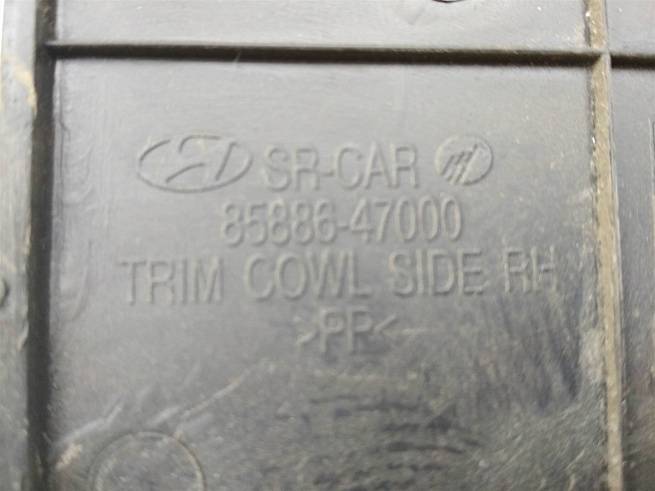 SR-CAR
85886-47000
TRIM COWL SIDE RH
>PP<